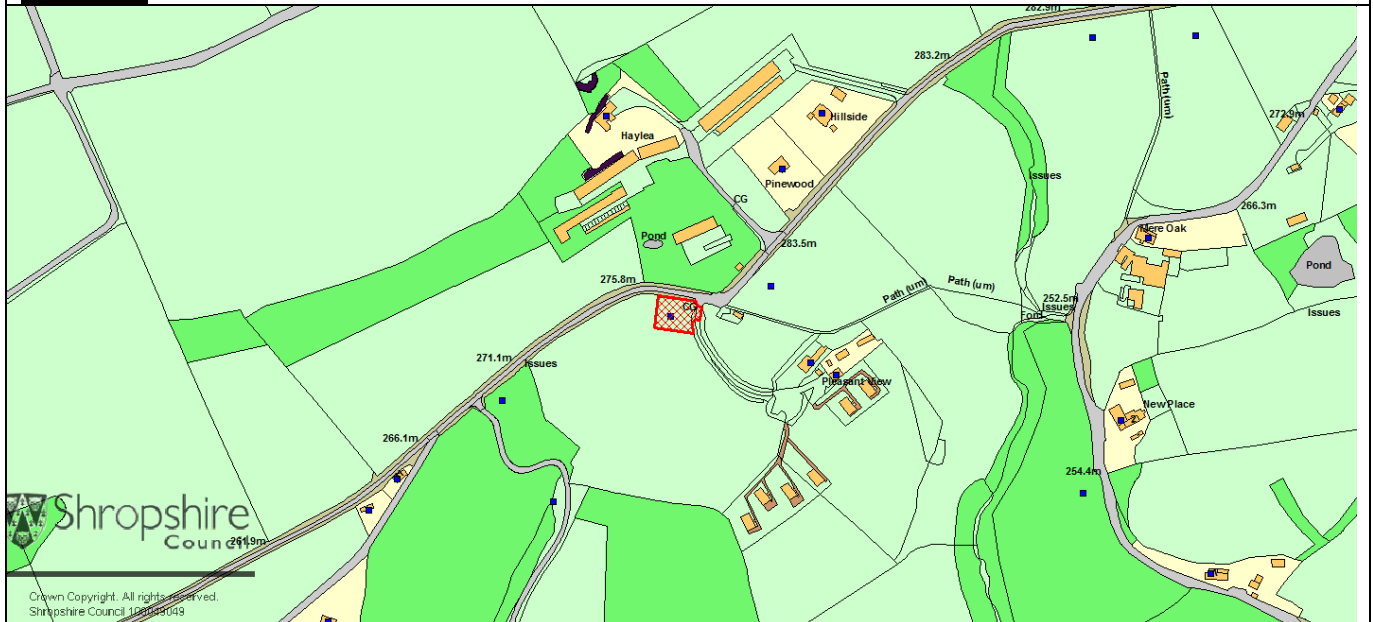 282.9m
283.2m
Path (um)
272.9m
Hillside
Haylea
Pinewood
Issues
CG
266.3m
Mere Oak
Pond
283.5m
Pond
275.8m
Path (um)
Path (um)
252.5m
Issues
Ford
Issues
CG
271.1m
Issues
Pleasant View
New Place
2
266.1m
254.4m
Shropshire
Council
261.9m
Crown Copyright. All rights reserved.
Shropshire Council 100049049